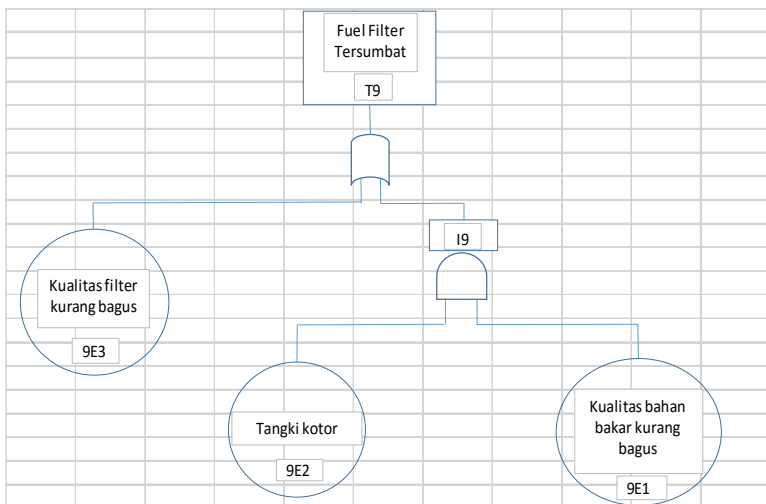 Fuel Filter
Tersumbat
T9
I9
Kualitas filter
kurang bagus
9E3
Tangki kotor
9E2
Kualitas bahan
bakar kurang
bagus
9E1